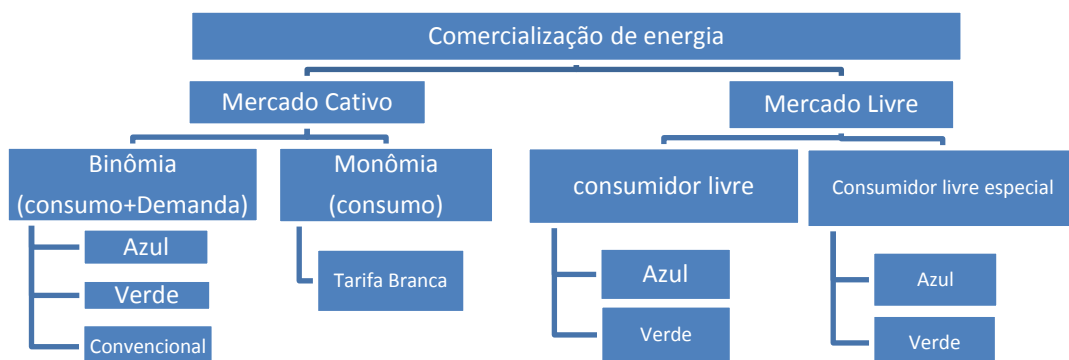 Comercialização de energia
Mercado Cativo
Mercado Livre
Binômia
(consumo+Demanda)
Monômia
(consumo)
consumidor livre
Consumidor livre especial
Azul
Verde
Convencional
Tarifa Branca
Azul
Verde
Azul
Verde